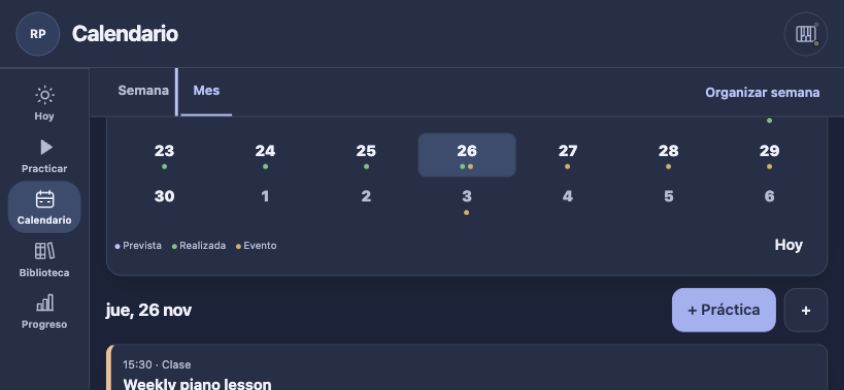 RP
Calendario
Hoy
Practicar
Calendario
Biblioteca
Progreso
Semana Mes Organizar semana
23 24 25 26 27 28 29
30 1 2 3 4 5 6
Prevista Realizada Evento Hoy
jue, 26 nov + Práctica +
15:30 · Clase
Weekly piano lesson